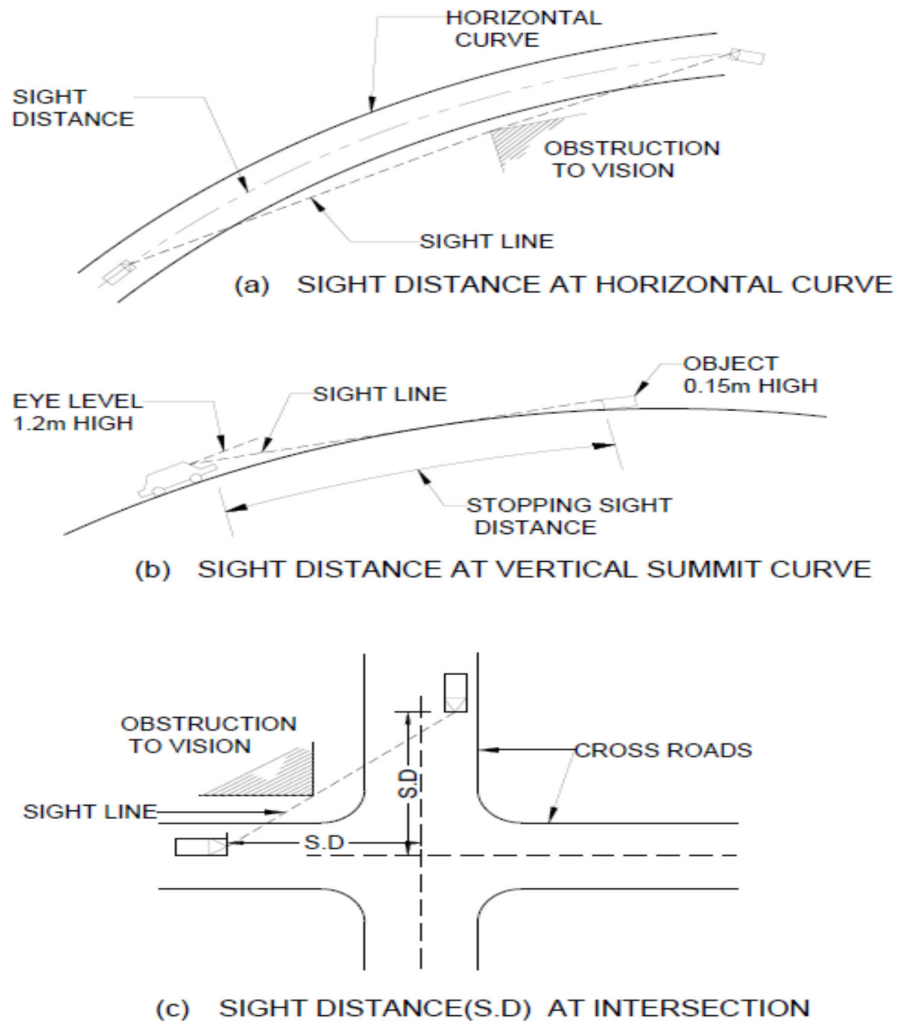 HORIZONTAL
CURVE
SIGHT
DISTANCE
OBSTRUCTION
TO VISION
SIGHT LINE
(a) SIGHT DISTANCE AT HORIZONTAL CURVE
OBJECT
0.15m HIGH
EYE LEVEL
1.2m HIGH
SIGHT LINE
STOPPING SIGHT
DISTANCE
(b) SIGHT DISTANCE AT VERTICAL SUMMIT CURVE
OBSTRUCTION
TO VISION
CROSS ROADS
S.D
SIGHT LINE
S.D
(c) SIGHT DISTANCE(S.D) AT INTERSECTION